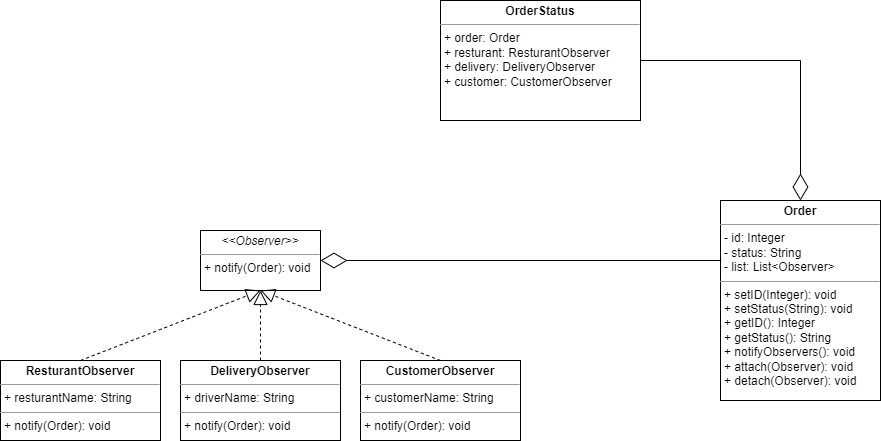 OrderStatus
+ order: Order
+ resturant: ResturantObserver
+ delivery: DeliveryObserver
+ customer: CustomerObserver
<<Observer>>
+ notify(Order): void
Order
- id: Integer
- status: String
- list: List<Observer>
+ setID(Integer): void
+ setStatus(String): void
+ getID(): Integer
+ getStatus(): String
+ notifyObservers(): void
+ attach(Observer): void
+ detach(Observer): void
ResturantObserver
+ resturantName: String
+ notify(Order): void
DeliveryObserver
+ driverName: String
+ notify(Order): void
CustomerObserver
+ customerName: String
+ notify(Order): void